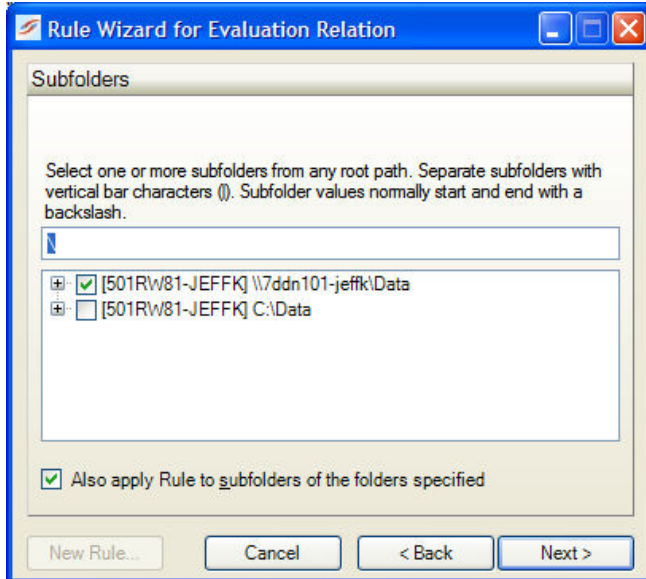 Rule Wizard for Evaluation Relation
Subfolders
Select one or more subfolders from any root path. Separate subfolders with
vertical bar characters (|). Subfolder values normally start and end with a
backslash.
\
[501RW81-JEFFK] \\7ddn101-jeffk\Data
[501RW81-JEFFK] C:\Data
Also apply Rule to subfolders of the folders specified
New Rule... Cancel < Back Next >